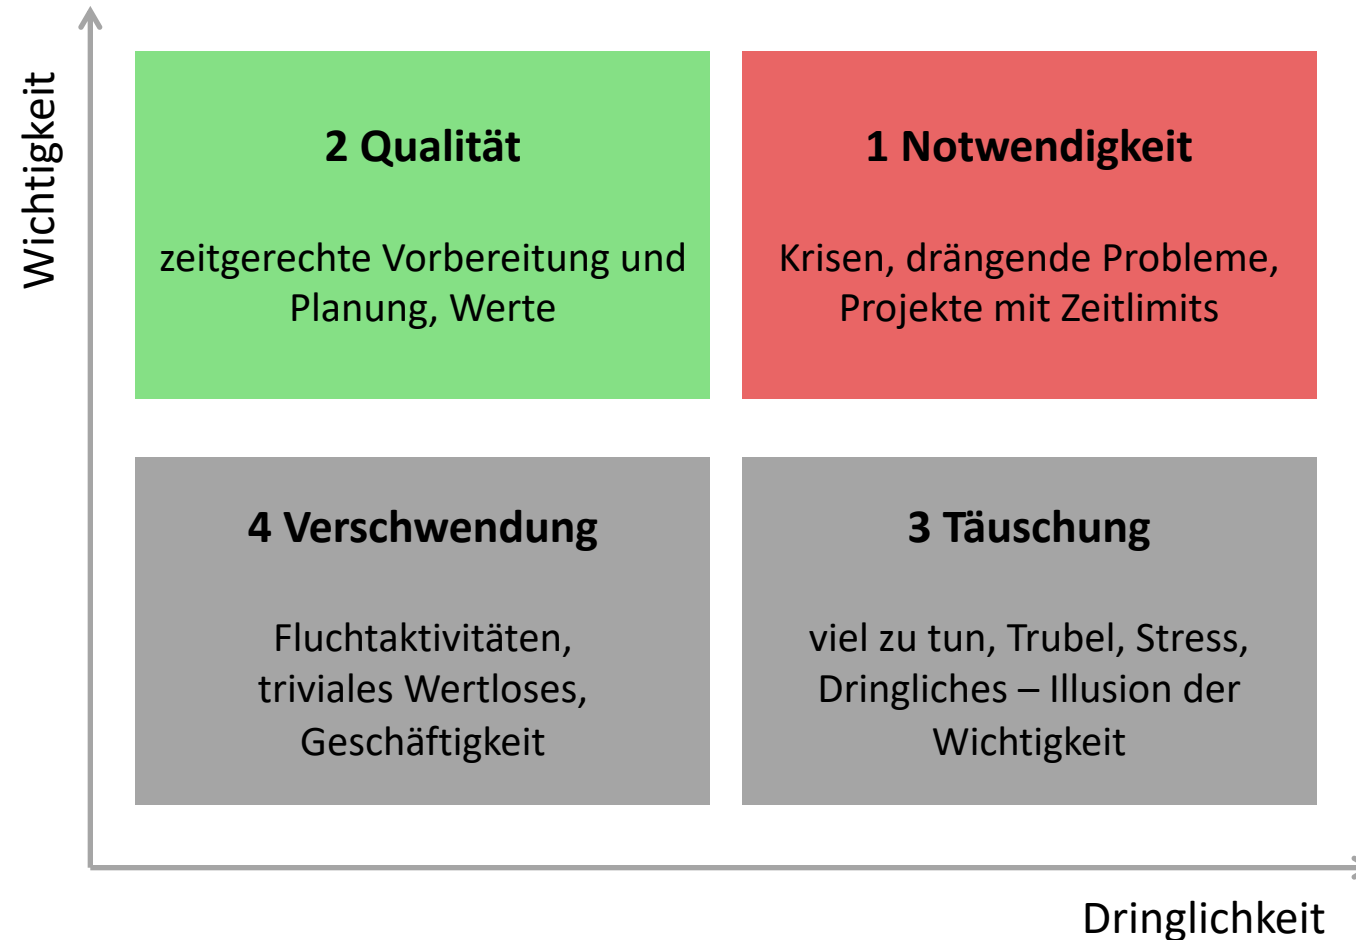 Wichtigkeit
2 Qualität
zeitgerechte Vorbereitung und
Planung, Werte
1 Notwendigkeit
Krisen, drängende Probleme,
Projekte mit Zeitlimits
4 Verschwendung
Fluchtaktivitäten,
triviales Wertloses,
Geschäftigkeit
3 Täuschung
viel zu tun, Trubel, Stress,
Dringliches – Illusion der
Wichtigkeit
Dringlichkeit